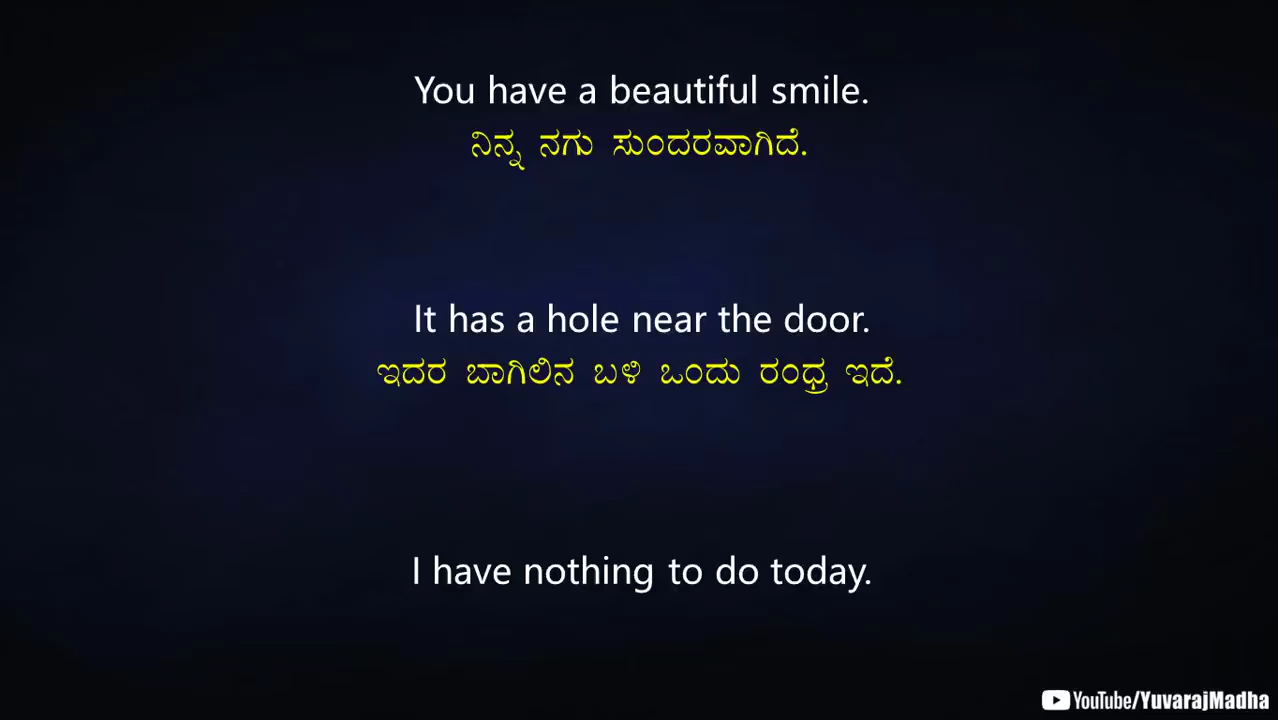 You have a beautiful smile.
ನಿನ್ನ ನಗು ಸುಂದರವಾಗಿದೆ.
It has a hole near the door.
ಇದರ ಬಾಗಿಲಿನ ಬಳಿ ಒಂದು ರಂಧ್ರ ಇದೆ.
I have nothing to do today.
YouTube/YuvarajMadha